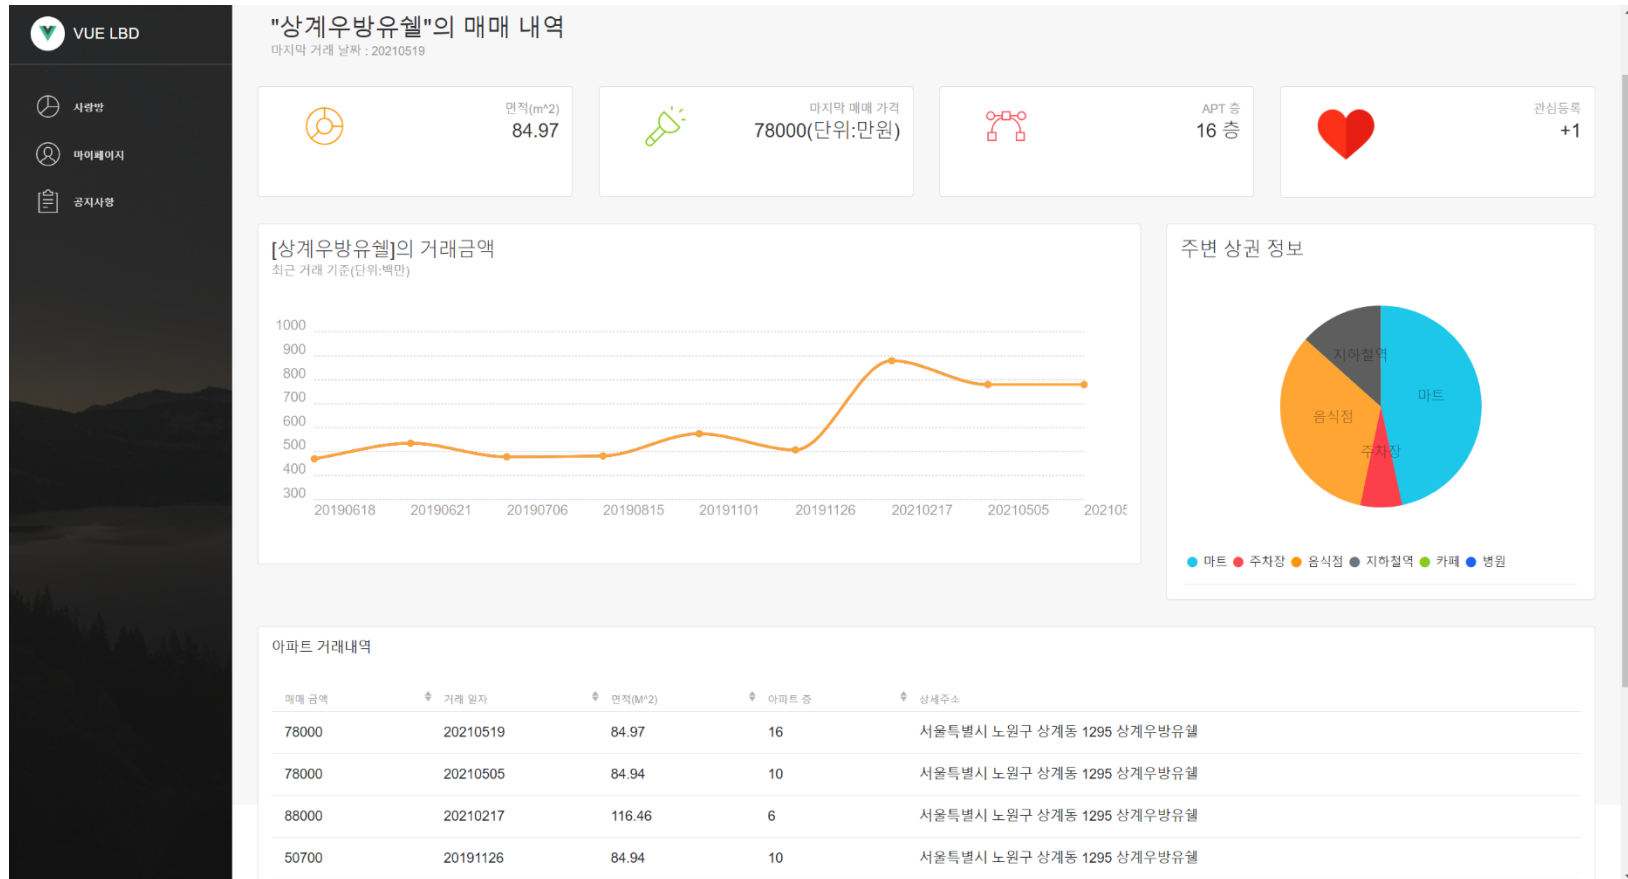 VUE LBD
사랑방
마이페이지
공지사항
"상계우방유쉘"의 매매 내역
마지막 거래 날짜 : 20210519
면적(m^2)
84.97
마지막 매매 가격
78000(단위:만원)
APT 층
16 층
관심등록
+1
[상계우방유쉘]의 거래금액
최근 거래 기준(단위:백만)
1000
900
800
700
600
500
400
300
20190618 20190621 20190706 20190815 20191101 20191126 20210217 20210505 202105
주변 상권 정보
지하철역
마트
음식점
주차장
마트 주차장 음식점 지하철역 카페 병원
아파트 거래내역
매매 금액 거래 일자 면적(M^2) 아파트 층 상세주소
78000 20210519 84.97 16 서울특별시 노원구 상계동 1295 상계우방유쉘
78000 20210505 84.94 10 서울특별시 노원구 상계동 1295 상계우방유쉘
88000 20210217 116.46 6 서울특별시 노원구 상계동 1295 상계우방유쉘
50700 20191126 84.94 10 서울특별시 노원구 상계동 1295 상계우방유쉘